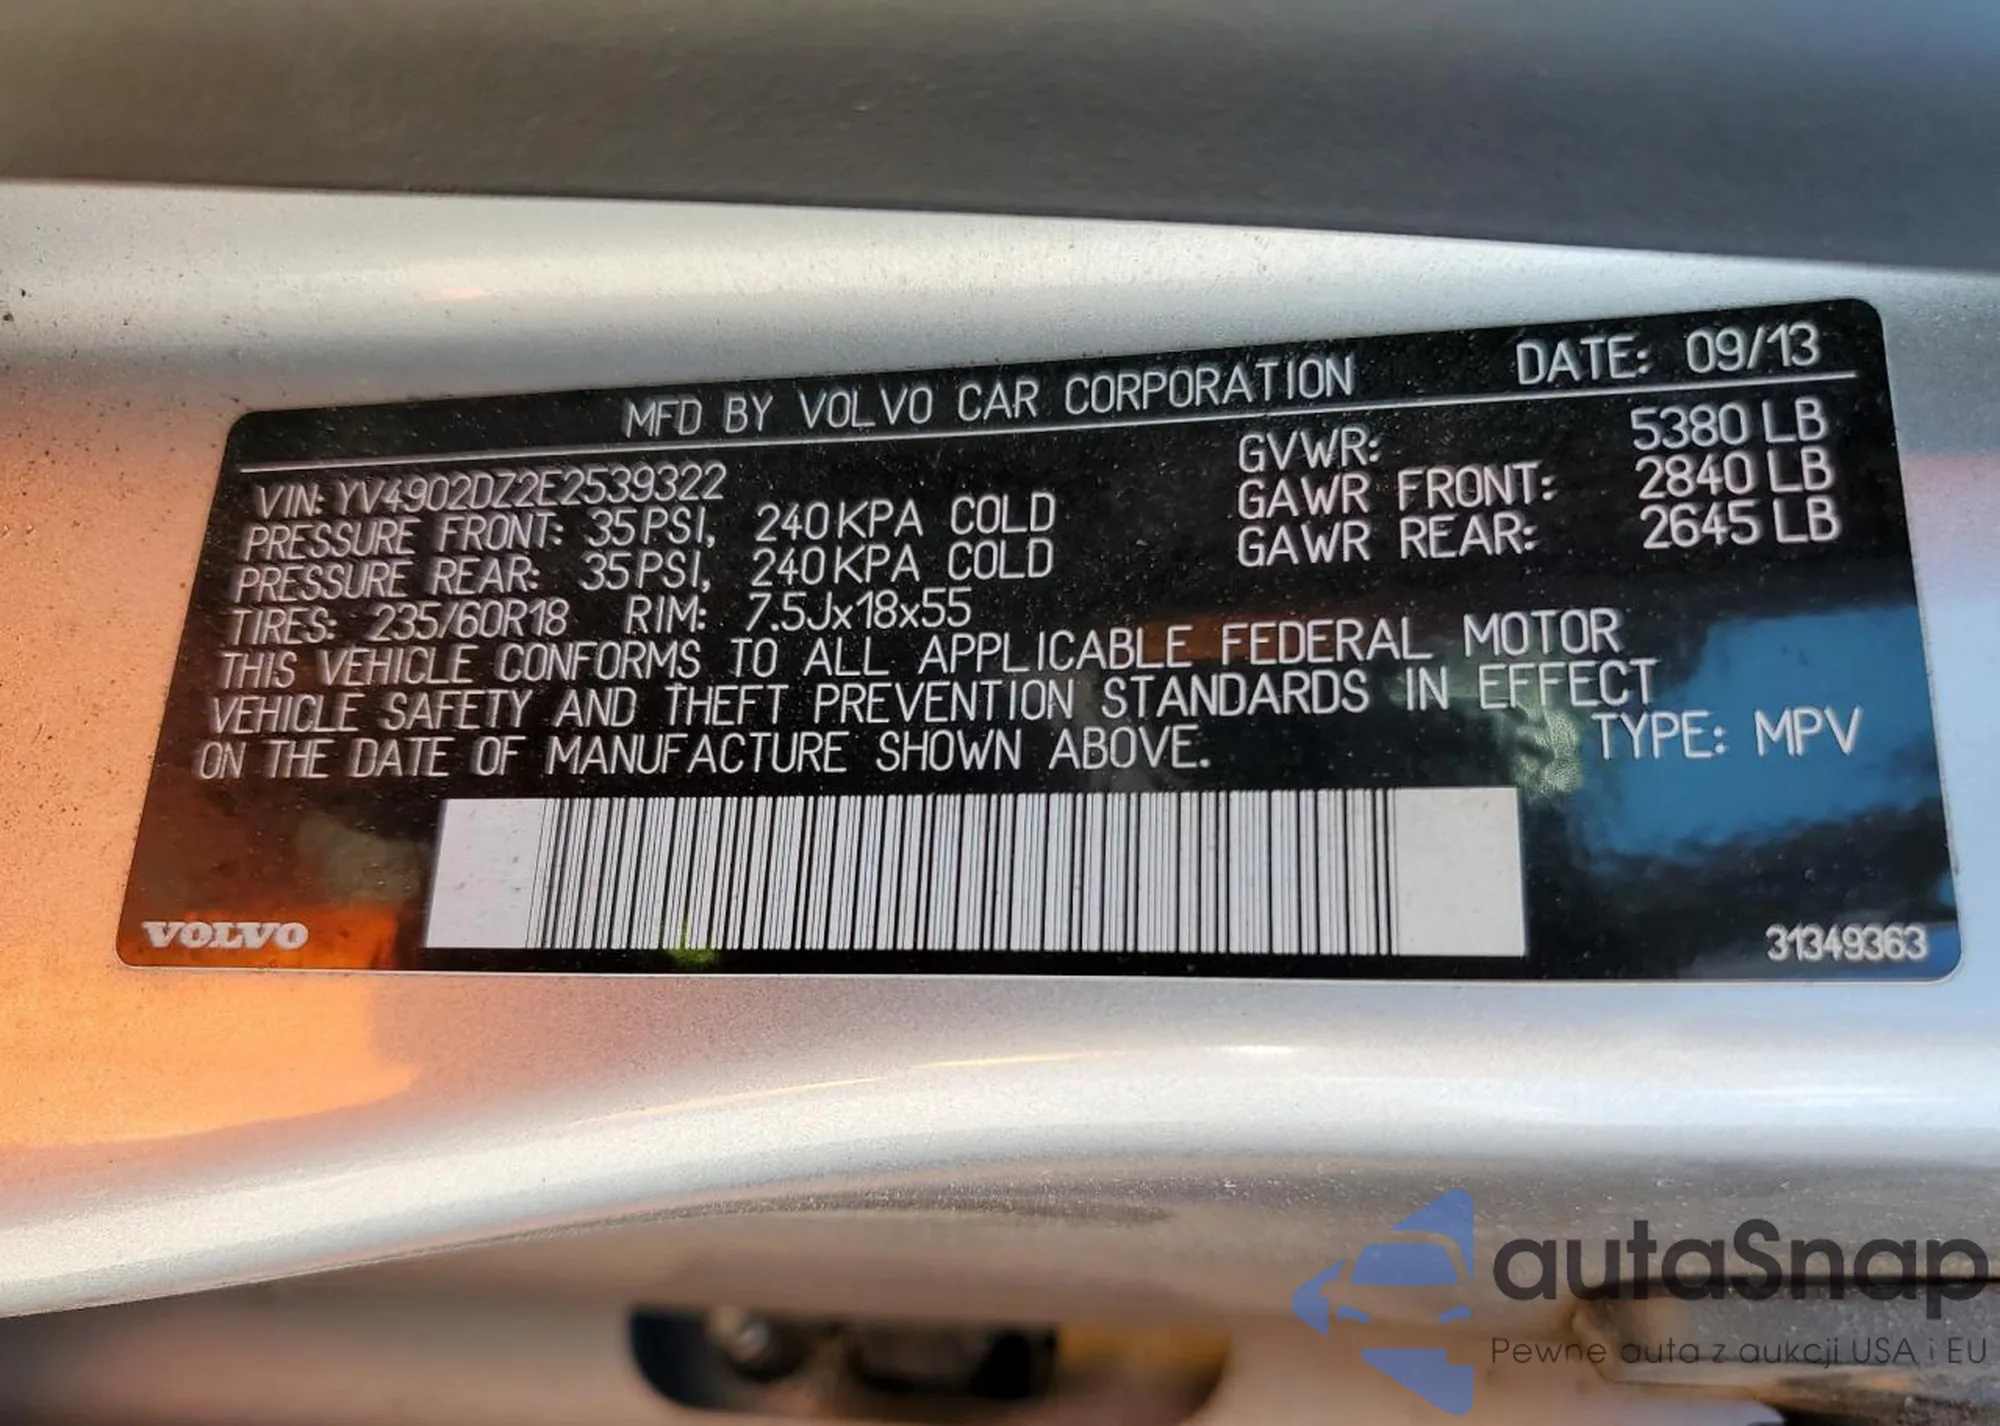 MFD BY VOLVO CAR CORPORATION DATE: 09/13
VIN: YV4902DZ2E2539322 GVWR: 5380 LB
PRESSURE FRONT: 35 PSI, 240 KPA COLD GAWR FRONT: 2840 LB
PRESSURE REAR: 35 PSI, 240 KPA COLD GAWR REAR: 2645 LB
TIRES: 235/60R18 RIM: 7.5Jx18x55
THIS VEHICLE CONFORMS TO ALL APPLICABLE FEDERAL MOTOR
VEHICLE SAFETY AND THEFT PREVENTION STANDARDS IN EFFECT
ON THE DATE OF MANUFACTURE SHOWN ABOVE. TYPE: MPV
VOLVO 31349363
autaSnap
Pewne auta z aukcji USA i EU